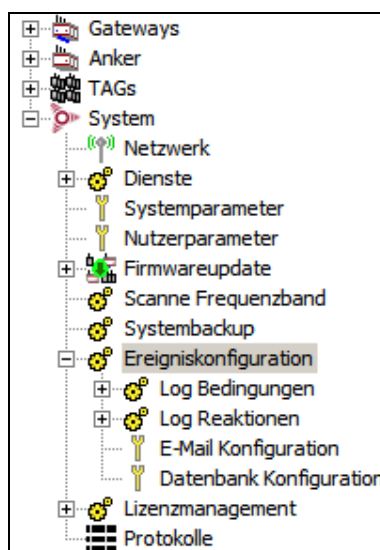 Gateways
Anker
TAGs
System
Netzwerk
Dienste
Systemparameter
Nutzerparameter
Firmwareupdate
Scanne Frequenzband
Systembackup
Ereigniskonfiguration
Log Bedingungen
Log Reaktionen
E-Mail Konfiguration
Datenbank Konfiguration
Lizenzmanagement
Protokolle